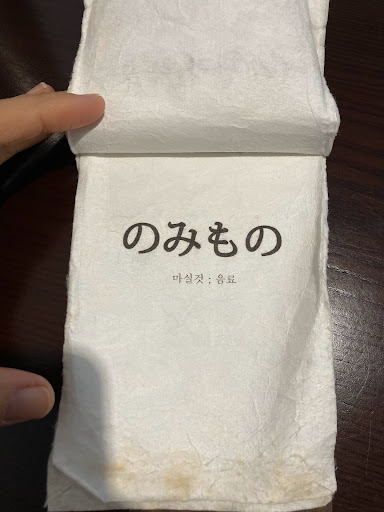 のみもの
마실것 ; 음료